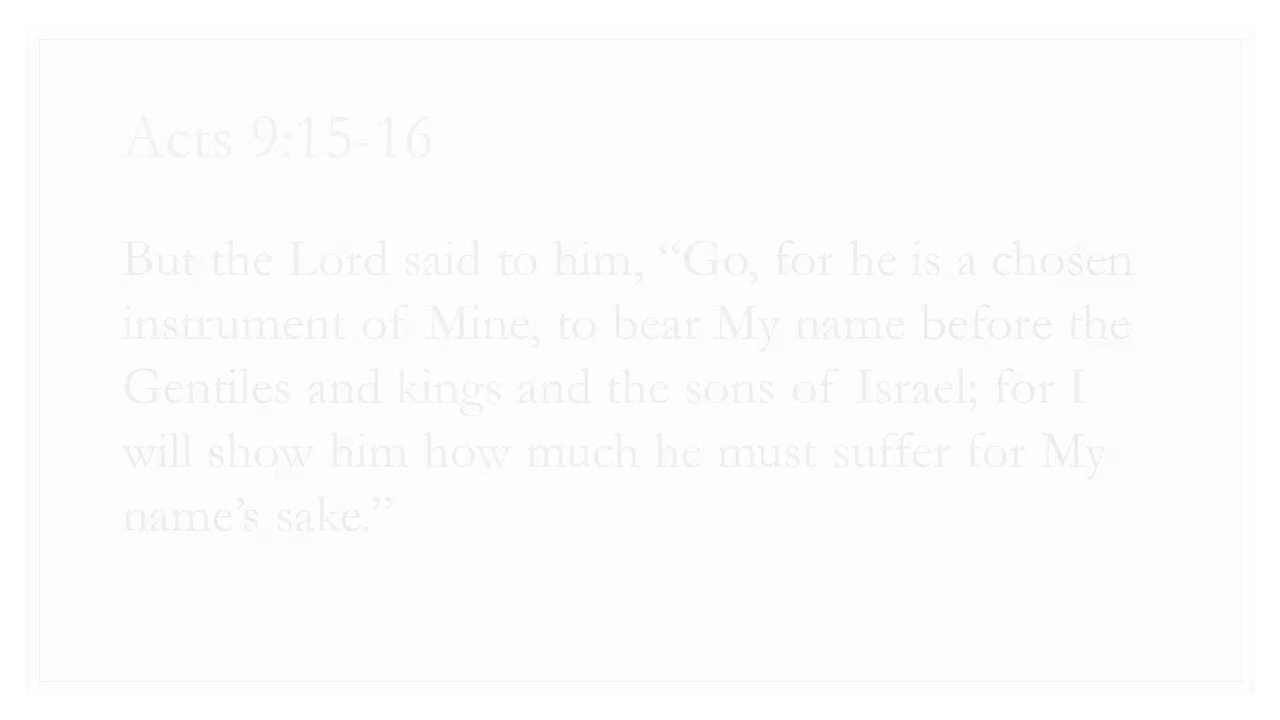 Acts 9:15-16
But the Lord said to him, “Go, for he is a chosen
instrument of Mine, to bear My name before the
Gentiles and kings and the sons of Israel; for I
will show him how much he must suffer for My
name’s sake.”